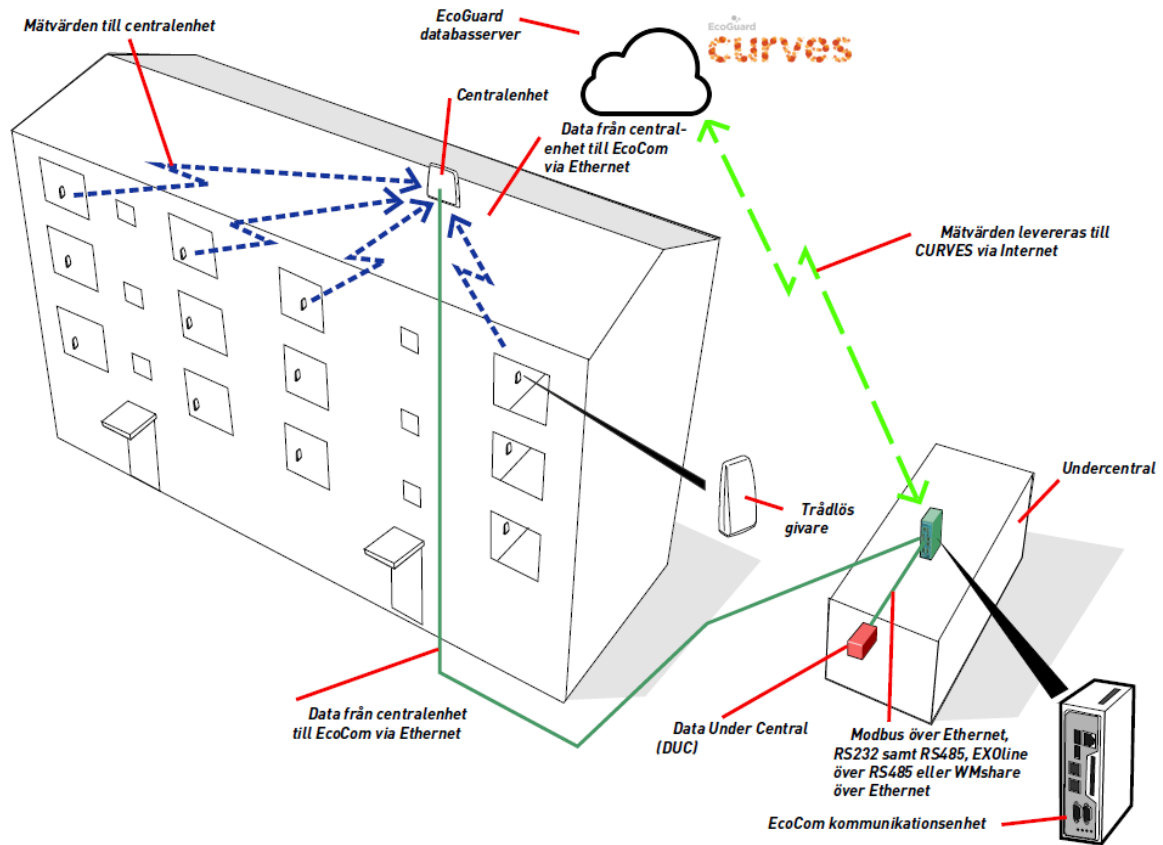 Mätvärden till centralenhet
EcoGuard
databasserver
EcoGuard
curves
Centralenhet
Data från central-
enhet till EcoCom
via Ethernet
Mätvärden levereras till
CURVES via Internet
Undercentral
Trådlös
givare
Data från centralenhet
till EcoCom via Ethernet
Data Under Central
(DUC)
Modbus över Ethernet,
RS232 samt RS485, EXOline
över RS485 eller WMshare
över Ethernet
EcoCom kommunikationsenhet